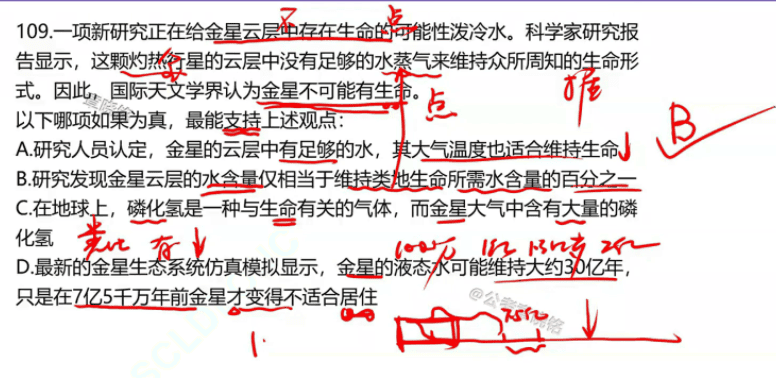 109.一项新研究正在给金星云层中存在生命的可能性泼冷水。科学家研究报
告显示，这颗灼热行星的云层中没有足够的水蒸气来维持众所周知的生命形
式。因此，国际天文学界认为金星不可能有生命。
以下哪项如果为真，最能支持上述观点：
A.研究人员认定，金星的云层中有足够的水，其大气温度也适合维持生命
B.研究发现金星云层的水含量仅相当于维持类地生命所需水含量的百分之一
C.在地球上，磷化氢是一种与生命有关的气体，而金星大气中含有大量的磷
化氢
D.最新的金星生态系统仿真模拟显示，金星的液态水可能维持大约30亿年，
只是在7亿5千万年前金星才变得不适合居住
不
点
点
握
B
类比
有